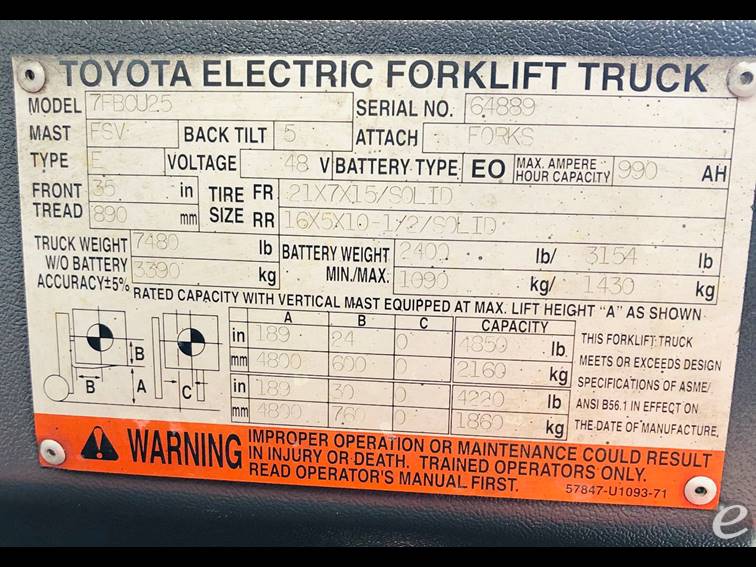 TOYOTA ELECTRIC FORKLIFT TRUCK
MODEL 7FBCU25 SERIAL NO. 64889
MAST FSV BACK TILT 5 ATTACH FORKS
TYPE E VOLTAGE 48 V BATTERY TYPE EO MAX. AMPERE HOUR CAPACITY 990 AH
FRONT TREAD 35 in TIRE SIZE FR 21X7X15/SOLID
890 mm RR 16X5X10-1/2/SOLID
TRUCK WEIGHT W/O BATTERY ACCURACY±5% 7480 lb BATTERY WEIGHT MIN./MAX. 2400 lb/ 3154 lb
3390 kg 1090 kg/ 1430 kg
RATED CAPACITY WITH VERTICAL MAST EQUIPPED AT MAX. LIFT HEIGHT "A" AS SHOWN
A B C CAPACITY
in 189 24 0 4850 lb
mm 4800 600 0 2160 kg
in 189 30 0 4220 lb
mm 4800 760 0 1860 kg
B
B A C
THIS FORKLIFT TRUCK
MEETS OR EXCEEDS DESIGN
SPECIFICATIONS OF ASME/
ANSI B56.1 IN EFFECT ON
THE DATE OF MANUFACTURE.
WARNING
IMPROPER OPERATION OR MAINTENANCE COULD RESULT
IN INJURY OR DEATH. TRAINED OPERATORS ONLY.
READ OPERATOR'S MANUAL FIRST.
57847-U1093-71
e